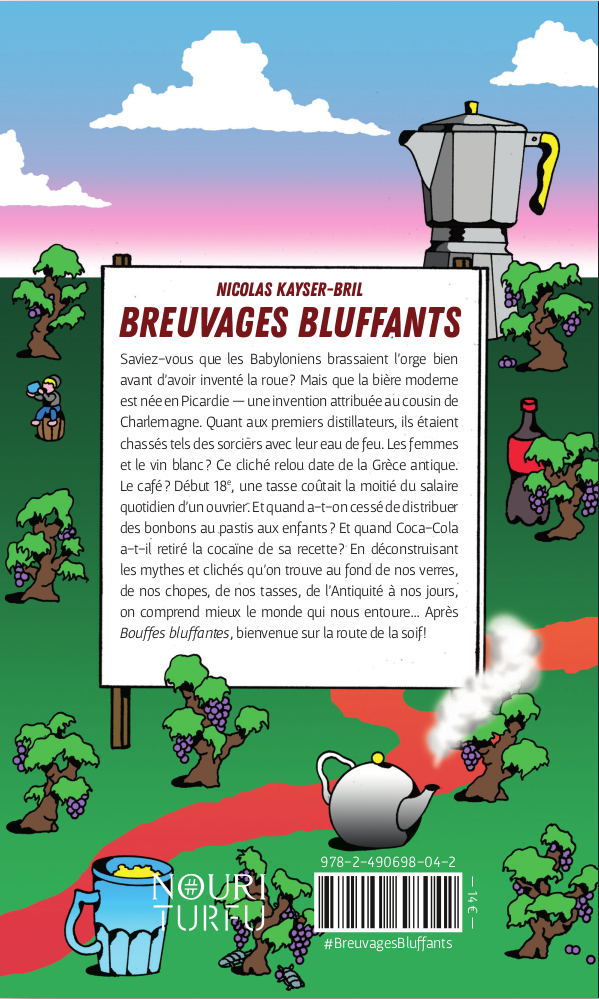 NICOLAS KAYSER-BRIL
BREUVAGES BLUFFANTS
Saviez-vous que les Babyloniens brassaient l'orge bien
avant d'avoir inventé la roue ? Mais que la bière moderne
est née en Picardie — une invention attribuée au cousin de
Charlemagne. Quant aux premiers distillateurs, ils étaient
chassés tels des sorciers avec leur eau de feu. Les femmes
et le vin blanc ? Ce cliché relou date de la Grèce antique.
Le café ? Début 18e, une tasse coûtait la moitié du salaire
quotidien d'un ouvrier. Et quand a-t-on cessé de distribuer
des bonbons au pastis aux enfants ? Et quand Coca-Cola
a-t-il retiré la cocaïne de sa recette ? En déconstruisant
les mythes et clichés qu'on trouve au fond de nos verres,
de nos chopes, de nos tasses, de l'Antiquité à nos jours,
on comprend mieux le monde qui nous entoure... Après
Bouffes bluffantes, bienvenue sur la route de la soif !
978-2-490698-04-2
— 14 € —
#BreuvagesBluffants
N#URI
TURFU